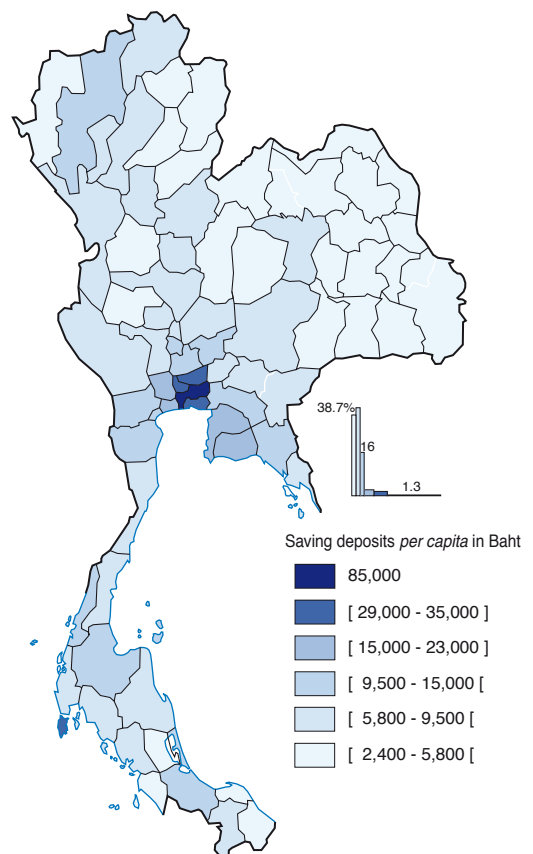 38.7%
16
1.3
Saving deposits per capita in Baht
85,000
[ 29,000 - 35,000 ]
[ 15,000 - 23,000 ]
[ 9,500 - 15,000 [
[ 5,800 - 9,500 [
[ 2,400 - 5,800 [